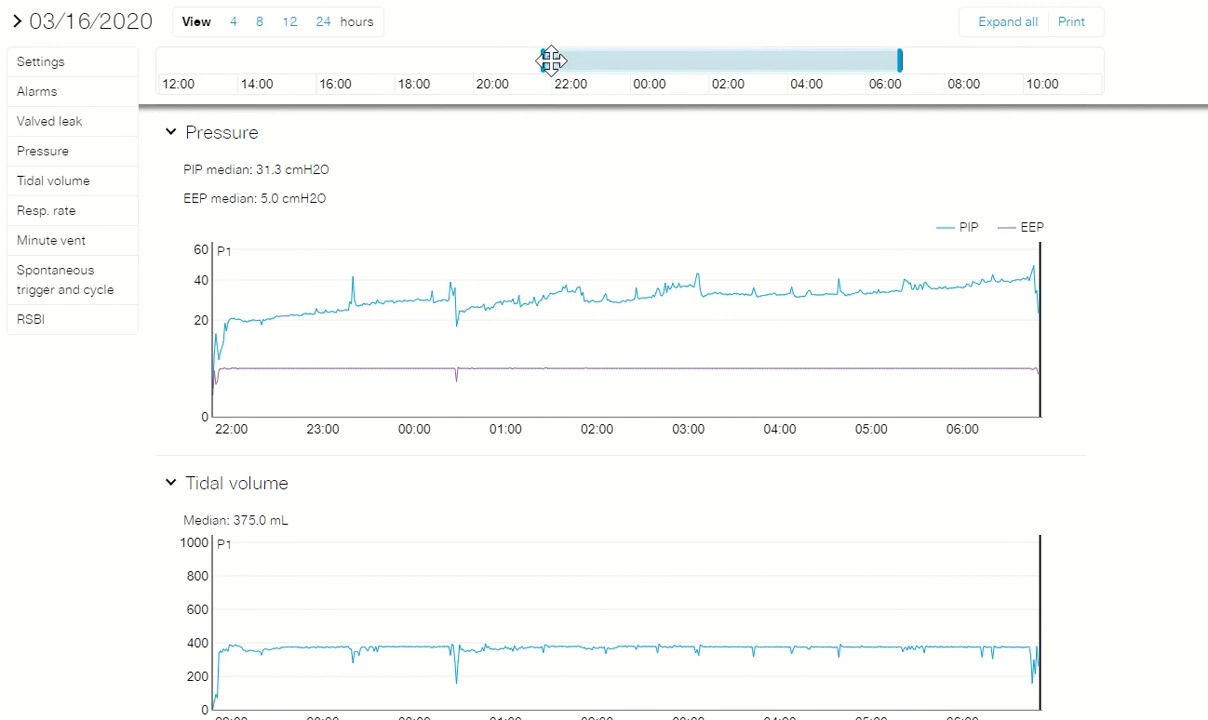 03/16/2020
View 4 8 12 24 hours
Expand all Print
12:00 14:00 16:00 18:00 20:00 22:00 00:00 02:00 04:00 06:00 08:00 10:00
Settings
Alarms
Valved leak
Pressure
Tidal volume
Resp. rate
Minute vent
Spontaneous
trigger and cycle
RSBI
Pressure
PIP median: 31.3 cmH2O
EEP median: 5.0 cmH2O
PIP EEP
60 P1
40
20
0
22:00 23:00 00:00 01:00 02:00 03:00 04:00 05:00 06:00
Tidal volume
Median: 375.0 mL
1000 P1
800
600
400
200
0